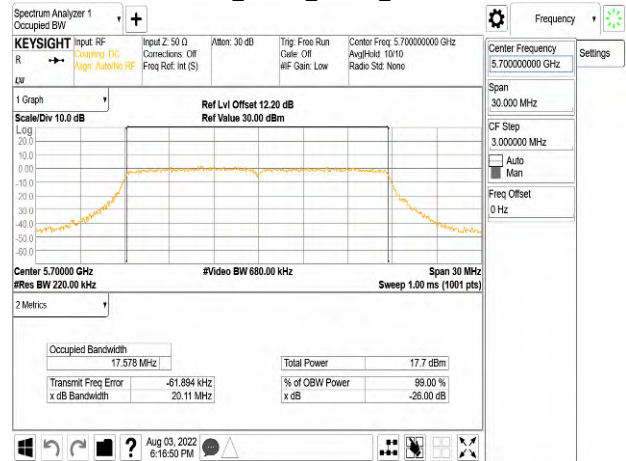 Spectrum Analyzer 1
Occupied BW
Frequency
KEYSIGHT
R
Input: RF
Coupling: DC
Align: Auto/No RF
Input Z: 50 Ω
Corrections: Off
Freq Ref: Int (S)
Atten: 30 dB
Trig: Free Run
Gate: Off
#IF Gain: Low
Center Freq: 5.700000000 GHz
Avg|Hold: 10/10
Radio Std: None
Center Frequency
5.700000000 GHz
Settings
Span
30.000 MHz
CF Step
3.000000 MHz
Auto
Man
Freq Offset
0 Hz
1 Graph
Scale/Div 10.0 dB
Ref Lvl Offset 12.20 dB
Ref Value 30.00 dBm
Log
20.0
10.0
0.00
-10.0
-20.0
-30.0
-40.0
-50.0
-60.0
Center 5.70000 GHz
#Video BW 680.00 kHz
Span 30 MHz
#Res BW 220.00 kHz
Sweep 1.00 ms (1001 pts)
2 Metrics
Occupied Bandwidth
17.578 MHz
Total Power 17.7 dBm
Transmit Freq Error -61.894 kHz
% of OBW Power 99.00 %
x dB Bandwidth 20.11 MHz
x dB -26.00 dB
?
Aug 03, 2022
6:16:50 PM